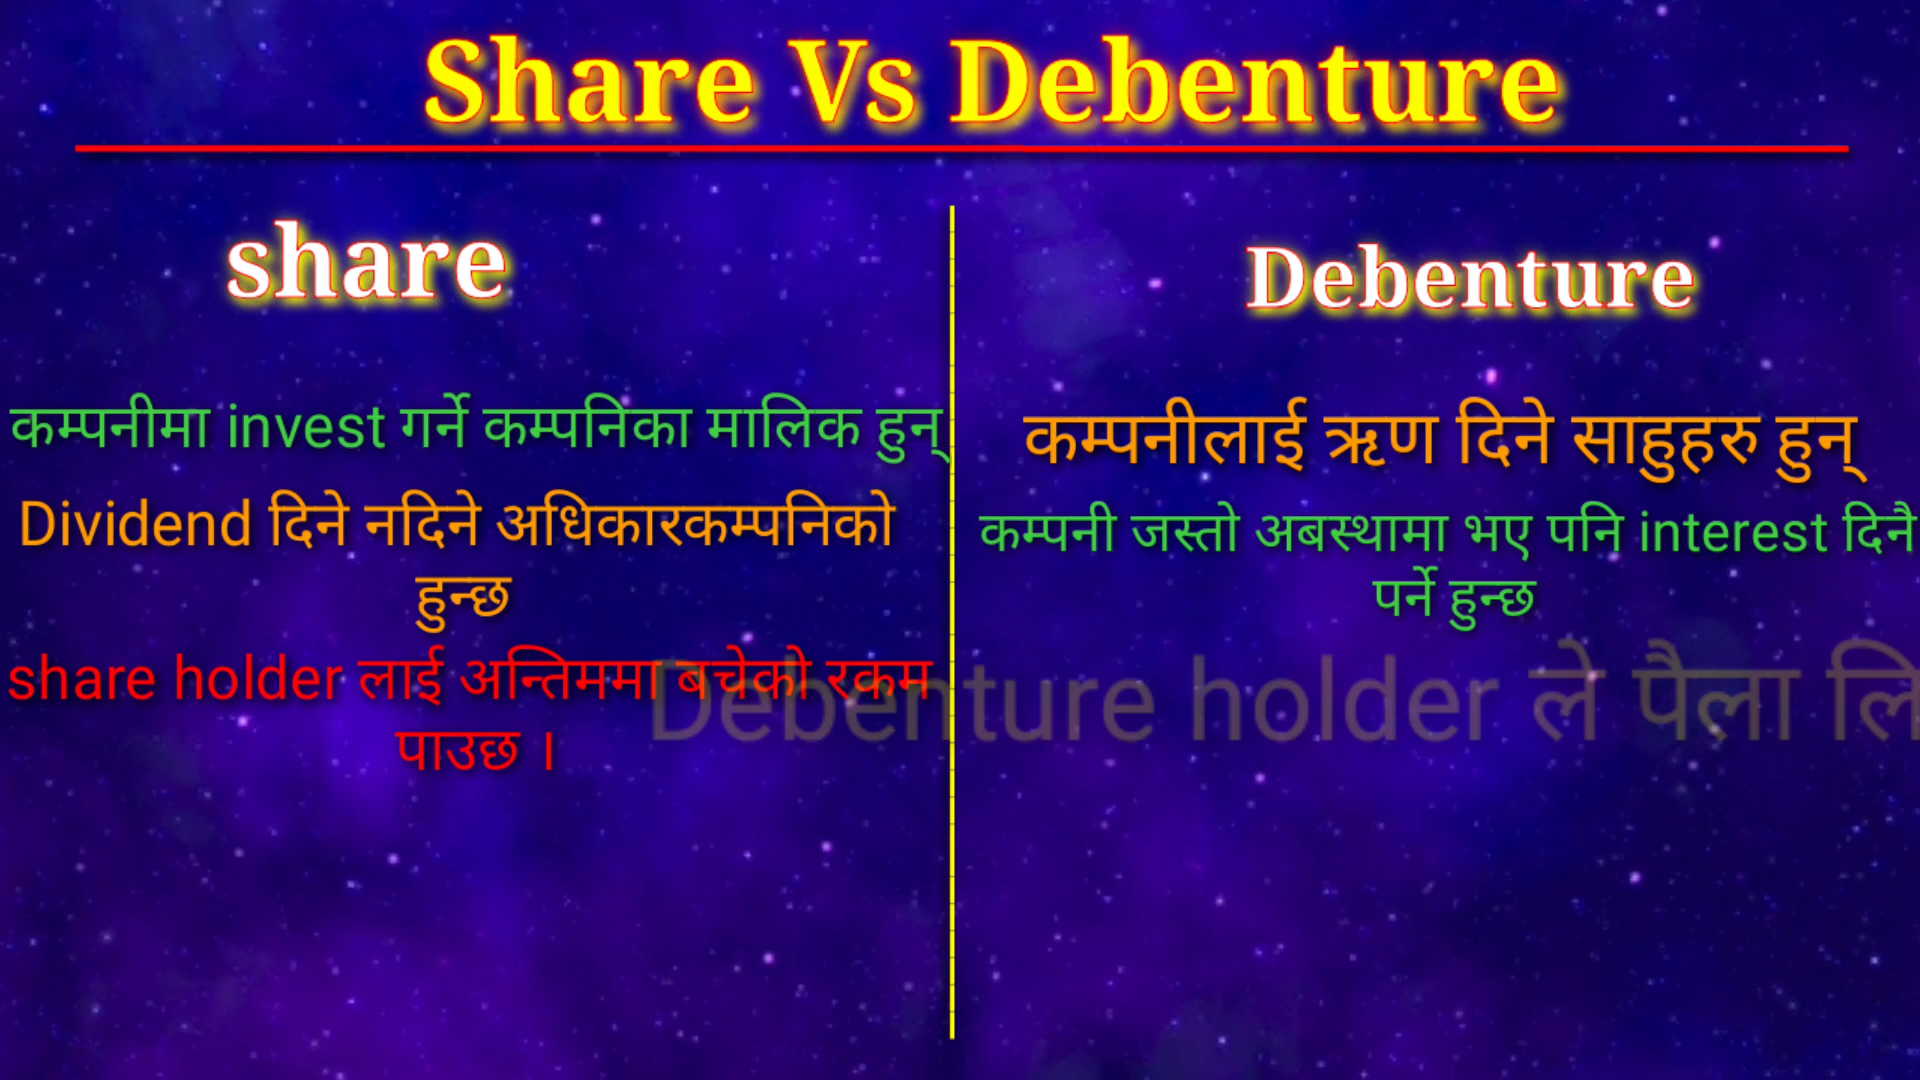 Share Vs Debenture
share
कम्पनीमा invest गर्ने कम्पनिका मालिक हुन्
Dividend दिने नदिने अधिकारकम्पनिको
हुन्छ
share holder लाई अन्तिममा बचेको रकम
पाउछ ।
Debenture
कम्पनीलाई ऋण दिने साहुहरु हुन्
कम्पनी जस्तो अबस्थामा भए पनि interest दिनै
पर्ने हुन्छ
Debenture holder ले पैला